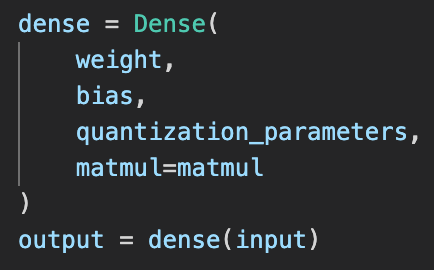 dense = Dense(
    weight,
    bias,
    quantization_parameters,
    matmul=matmul
)
output = dense(input)